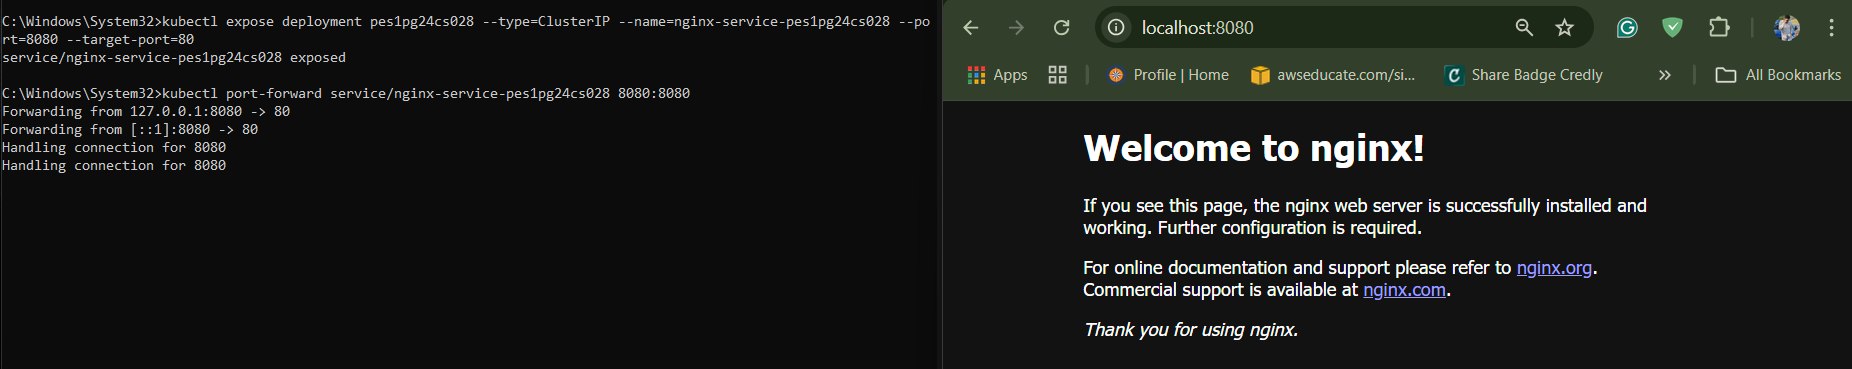 C:\Windows\System32>kubectl expose deployment pes1pg24cs028 --type=ClusterIP --name=nginx-service-pes1pg24cs028 --po
rt=8080 --target-port=80
service/nginx-service-pes1pg24cs028 exposed
C:\Windows\System32>kubectl port-forward service/nginx-service-pes1pg24cs028 8080:8080
Forwarding from 127.0.0.1:8080 -> 80
Forwarding from [::1]:8080 -> 80
Handling connection for 8080
Handling connection for 8080
localhost:8080
Apps Profile | Home awseducate.com/si... Share Badge Credly » All Bookmarks
Welcome to nginx!
If you see this page, the nginx web server is successfully installed and
working. Further configuration is required.
For online documentation and support please refer to nginx.org.
Commercial support is available at nginx.com.
Thank you for using nginx.